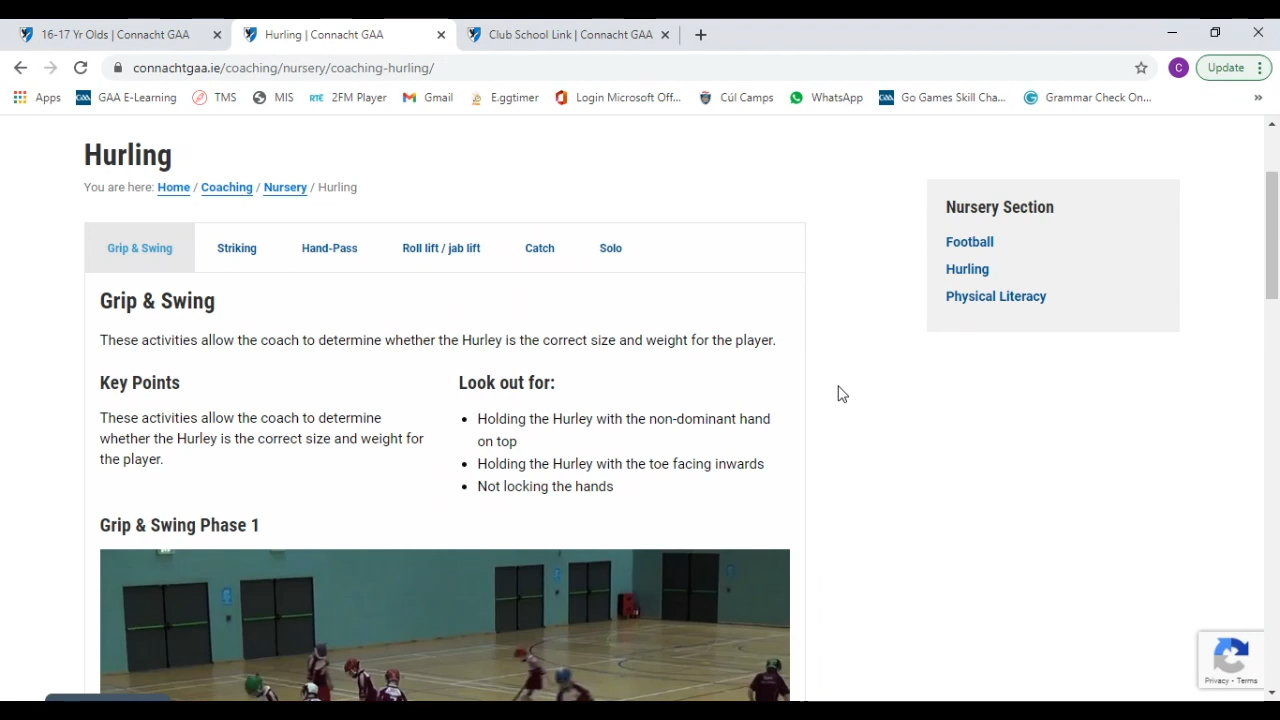 16-17 Yr Olds | Connacht GAA
Hurling | Connacht GAA
Club School Link | Connacht GAA
connachtgaa.ie/coaching/nursery/coaching-hurling/
C
Update
Apps
GAA E-Learning
TMS
MIS
RTÉ 2FM Player
Gmail
E.ggtimer
Login Microsoft Off...
Cúl Camps
WhatsApp
Go Games Skill Cha...
Grammar Check On...
»
Hurling
You are here: Home / Coaching / Nursery / Hurling
Grip & Swing
Striking
Hand-Pass
Roll lift / jab lift
Catch
Solo
Grip & Swing
These activities allow the coach to determine whether the Hurley is the correct size and weight for the player.
Key Points
These activities allow the coach to determine
whether the Hurley is the correct size and weight for
the player.
Look out for:
Holding the Hurley with the non-dominant hand
on top
Holding the Hurley with the toe facing inwards
Not locking the hands
Grip & Swing Phase 1
Nursery Section
Football
Hurling
Physical Literacy
Privacy - Terms